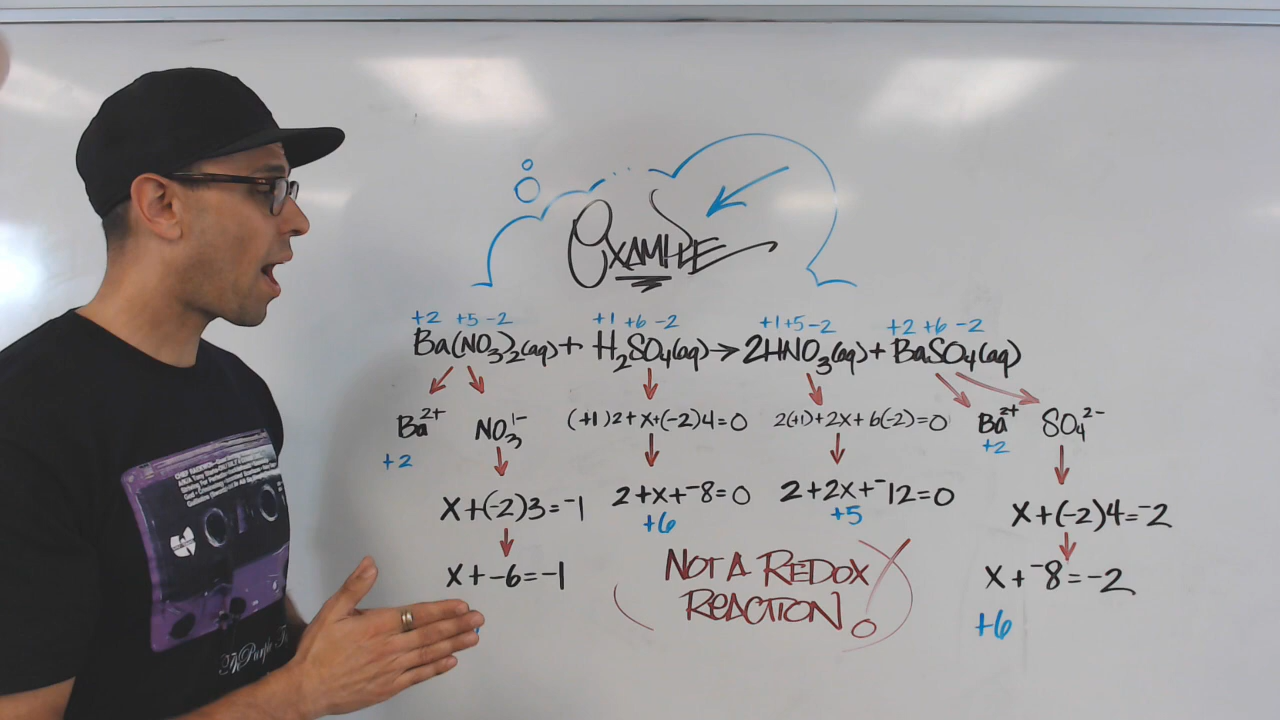 EXAMPLE
+2 +5 -2 +1 +6 -2 +1 +5 -2 +2 +6 -2
Ba(NO₃)₂(aq) + H₂SO₄(aq) → 2HNO₃(aq) + BaSO₄(aq)
Ba²⁺ NO₃¹⁻ (+1)2+x+(-2)4=0 2(+1)+2x+6(-2)=0 Ba²⁺ SO₄²⁻
+2 +2
x+(-2)3=-1 2+x+⁻8=0 2+2x+⁻12=0 x+(-2)4=⁻2
+6 +5
x+-6=-1 x+⁻8=-2
+6
NOT A REDOX
REACTION!